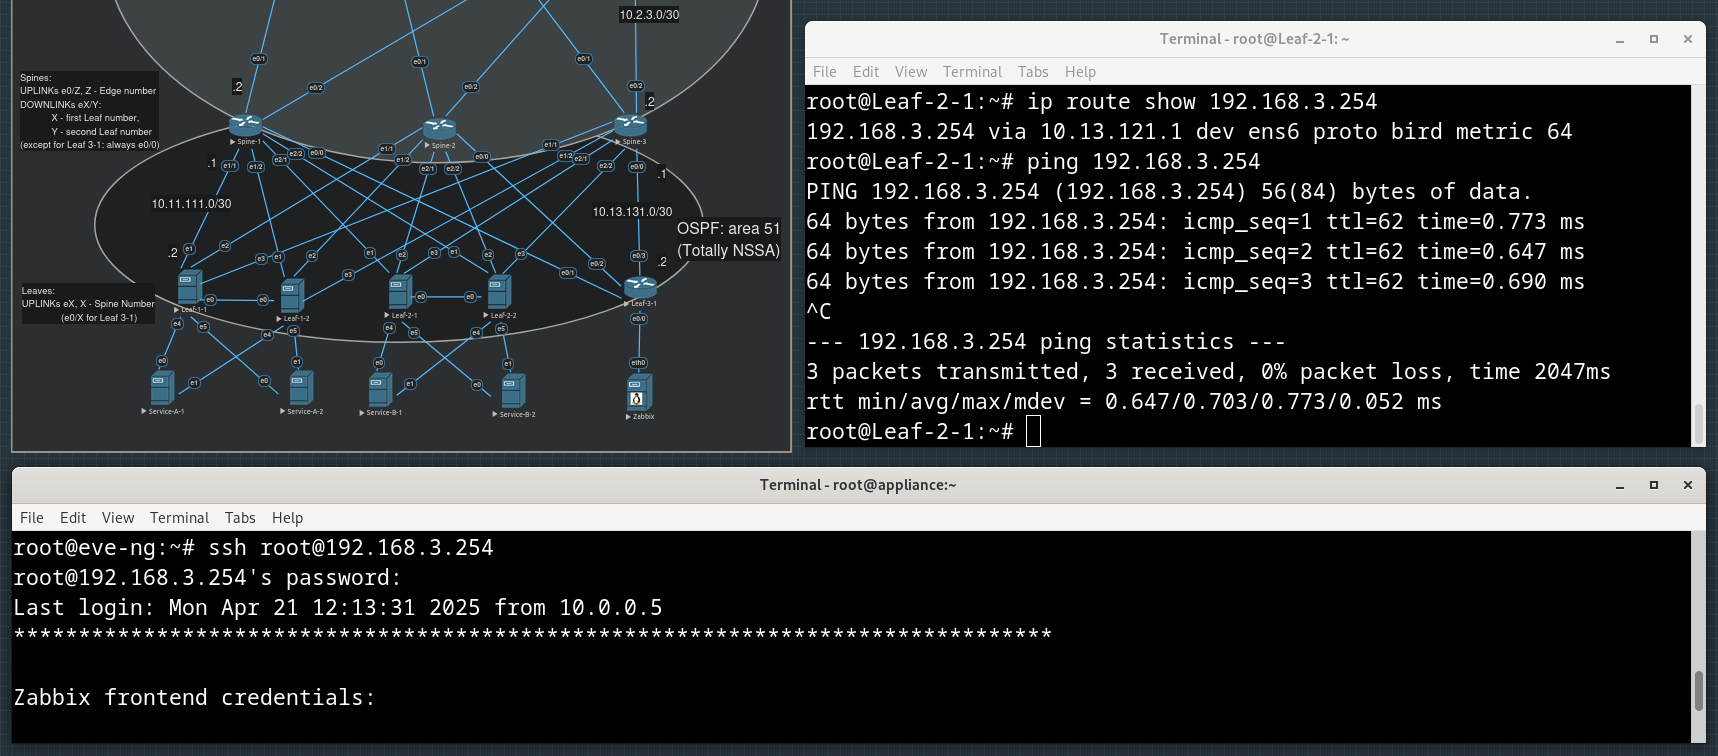 10.2.3.0/30
e0/1
e0/1
e0/1
e0/2
e0/2
e0/2
Spines:
UPLINKs e0/Z, Z - Edge number
DOWNLINKs eX/Y:
X - first Leaf number,
Y - second Leaf number
(except for Leaf 3-1: always e0/0)
.2
.2
Spine-1
Spine-2
Spine-3
.1
e1/1
e1/2
e2/1
e2/2
e0/0
e1/1
e1/2
e2/1
e2/2
e0/0
e1/1
e1/2
e2/1
e2/2
e0/0
.1
10.11.111.0/30
10.13.131.0/30
OSPF: area 51
(Totally NSSA)
.2
e1
e2
e3
e1
e2
e3
e1
e2
e3
e1
e2
e3
e0/1
e0/2
e0/3
.2
Leaves:
UPLINKs eX, X - Spine Number
(e0/X for Leaf 3-1)
e0
e0
e0
e0
Leaf-1-1
Leaf-1-2
Leaf-2-1
Leaf-2-2
Leaf-3-1
e4
e5
e4
e5
e4
e5
e4
e5
e0/0
e0
e1
e0
e1
e0
e1
e0
e1
eth0
Service-A-1
Service-A-2
Service-B-1
Service-B-2
Zabbix
Terminal - root@Leaf-2-1: ~
File Edit View Terminal Tabs Help
root@Leaf-2-1:~# ip route show 192.168.3.254
192.168.3.254 via 10.13.121.1 dev ens6 proto bird metric 64
root@Leaf-2-1:~# ping 192.168.3.254
PING 192.168.3.254 (192.168.3.254) 56(84) bytes of data.
64 bytes from 192.168.3.254: icmp_seq=1 ttl=62 time=0.773 ms
64 bytes from 192.168.3.254: icmp_seq=2 ttl=62 time=0.647 ms
64 bytes from 192.168.3.254: icmp_seq=3 ttl=62 time=0.690 ms
^C
--- 192.168.3.254 ping statistics ---
3 packets transmitted, 3 received, 0% packet loss, time 2047ms
rtt min/avg/max/mdev = 0.647/0.703/0.773/0.052 ms
root@Leaf-2-1:~#
Terminal - root@appliance:~
File Edit View Terminal Tabs Help
root@eve-ng:~# ssh root@192.168.3.254
root@192.168.3.254's password:
Last login: Mon Apr 21 12:13:31 2025 from 10.0.0.5
********************************************************************************
Zabbix frontend credentials: